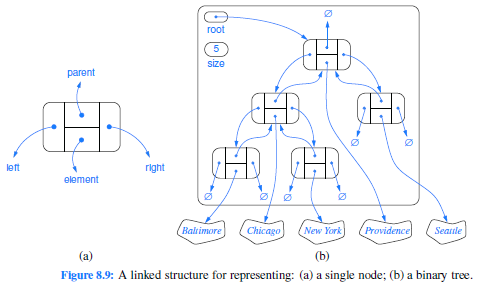 parent
left
element
right
(a)
root
5
size
∅
∅
∅
∅
∅
∅
∅
Baltimore
Chicago
New York
Providence
Seattle
(b)
Figure 8.9: A linked structure for representing: (a) a single node; (b) a binary tree.